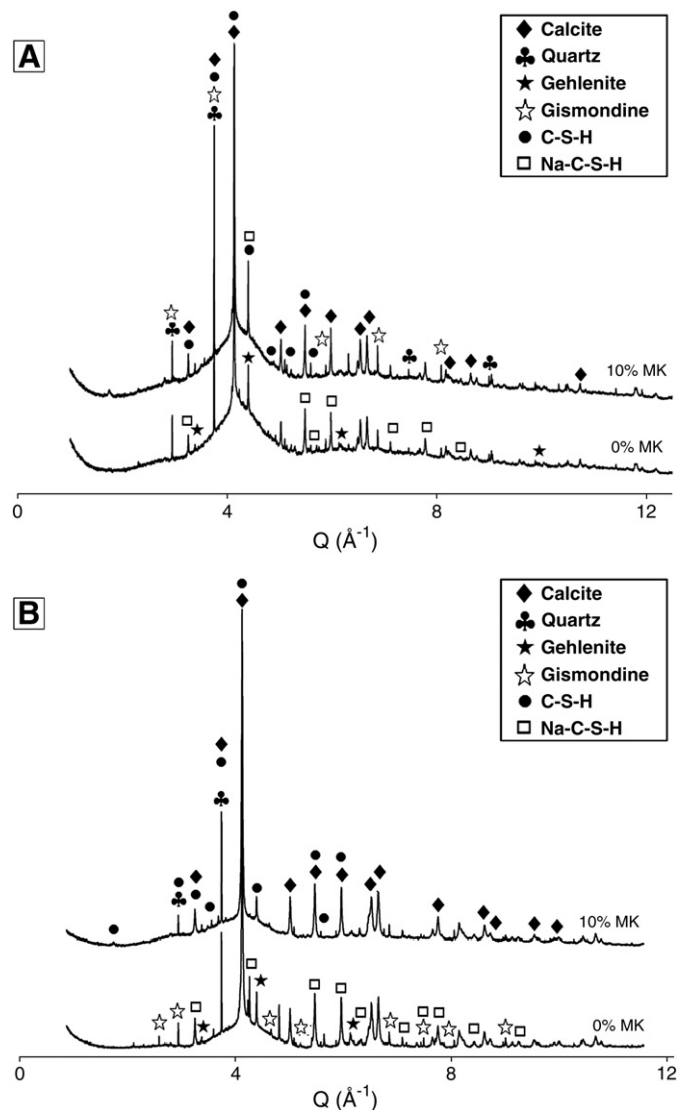 A
Calcite
Quartz
Gehlenite
Gismondine
C-S-H
Na-C-S-H
10% MK
0% MK
0 4 8 12
Q (Å⁻¹)
B
Calcite
Quartz
Gehlenite
Gismondine
C-S-H
Na-C-S-H
10% MK
0% MK
0 4 8 12
Q (Å⁻¹)